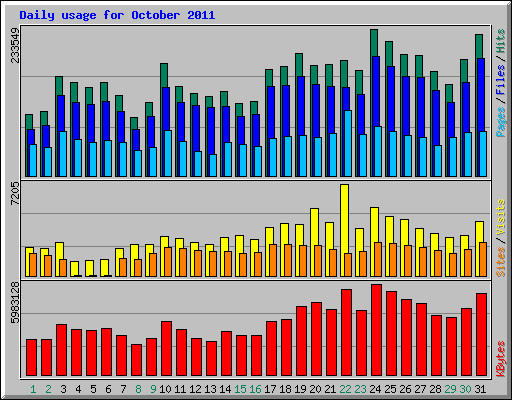 Daily usage for October 2011
233549
Pages / Files / Hits
7205
Sites / Visits
5983128
KBytes
1 2 3 4 5 6 7 8 9 10 11 12 13 14 15 16 17 18 19 20 21 22 23 24 25 26 27 28 29 30 31